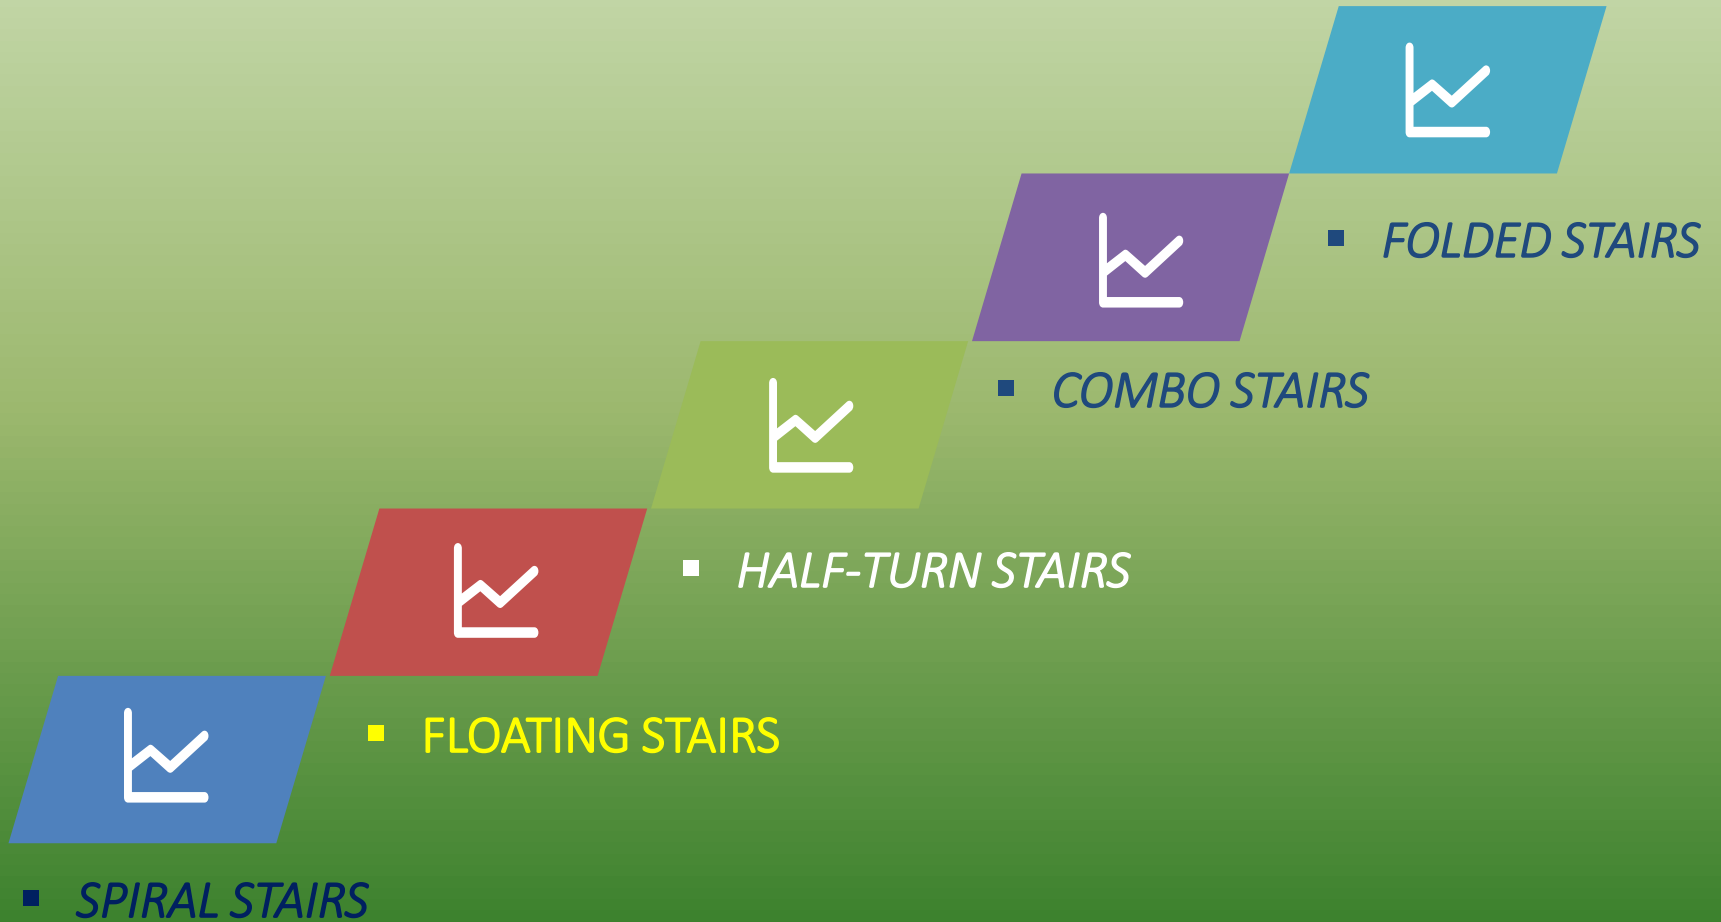 FOLDED STAIRS
COMBO STAIRS
HALF-TURN STAIRS
FLOATING STAIRS
SPIRAL STAIRS